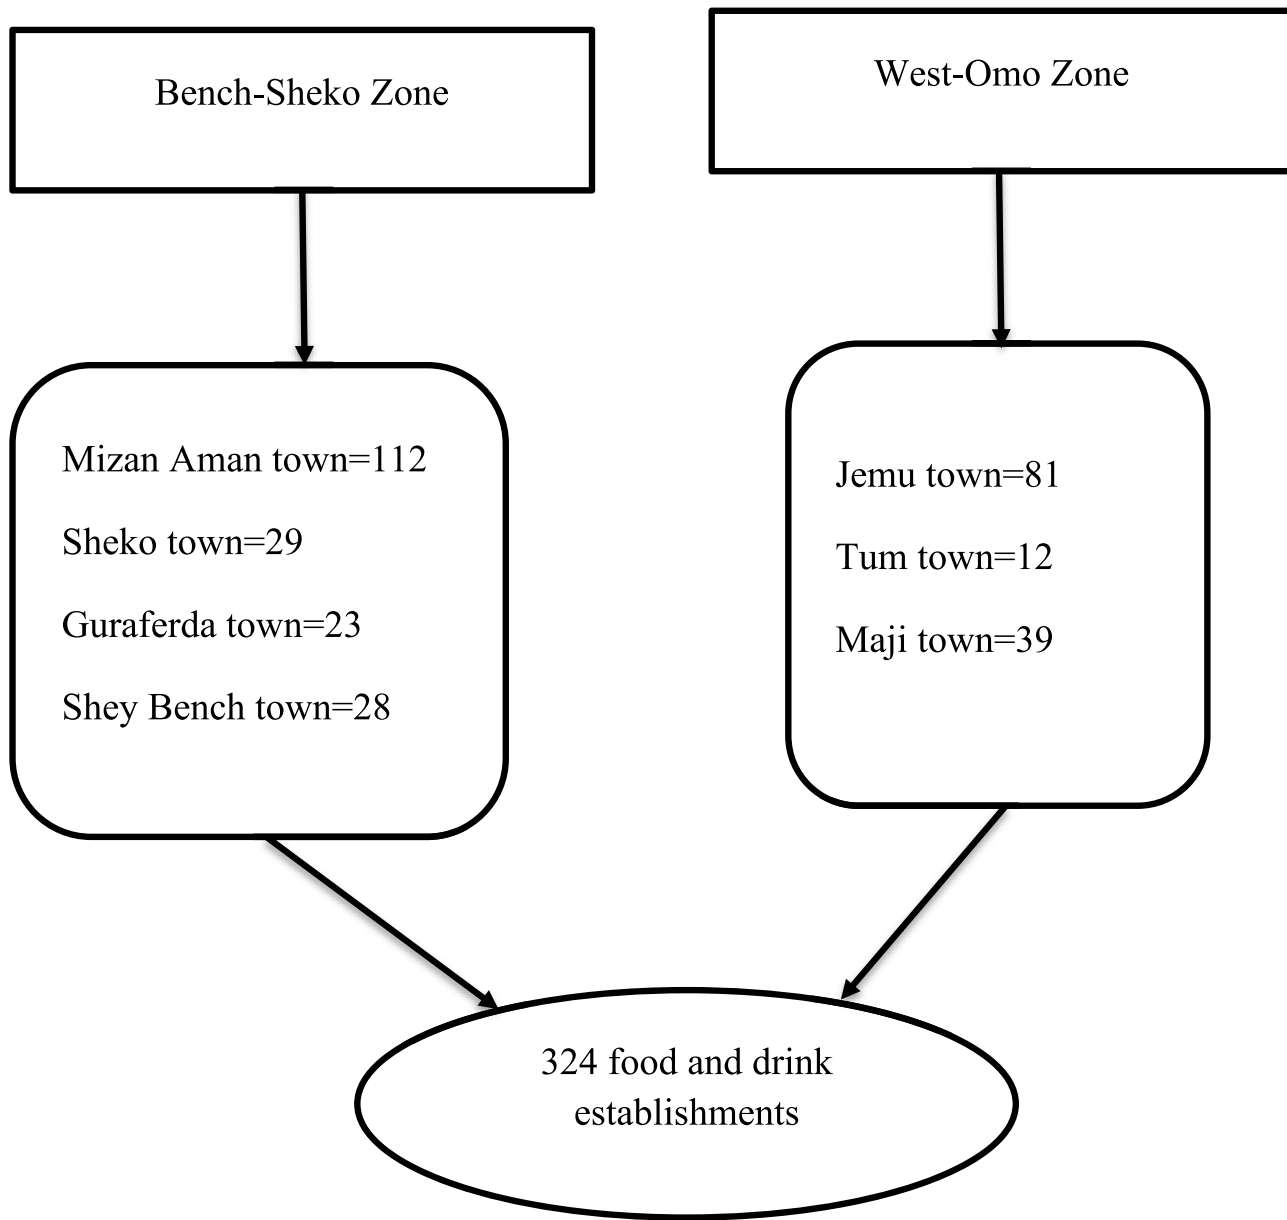 Bench-Sheko Zone
West-Omo Zone
Mizan Aman town=112
Sheko town=29
Guraferda town=23
Shey Bench town=28
Jemu town=81
Tum town=12
Maji town=39
324 food and drink
establishments